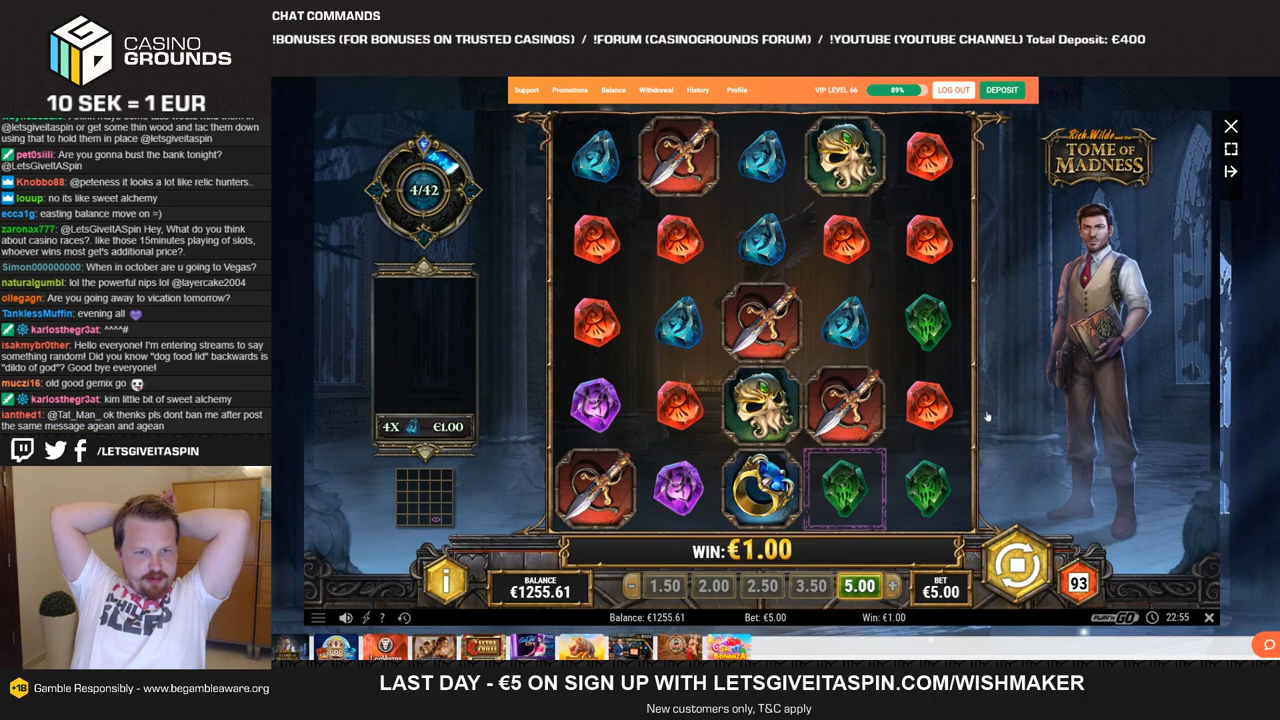 CHAT COMMANDS
!BONUSES (FOR BONUSES ON TRUSTED CASINOS) / !FORUM (CASINOGROUNDS FORUM) / !YOUTUBE (YOUTUBE CHANNEL) Total Deposit: €400
CASINO
GROUNDS
10 SEK = 1 EUR
Support Promotions Balance Withdrawal History Profile VIP LEVEL 66 89% LOG OUT DEPOSIT
@letsgiveitaspin or get some thin wood and tac them down
using that to hold them in place @letsgiveitaspin
pet0siili: Are you gonna bust the bank tonight?
@LetsGiveItASpin
Knobbo88: @peteness it looks a lot like relic hunters..
louup: no its like sweet alchemy
ecca1g: easting balance move on =)
zaronax777: @LetsGiveItASpin Hey, What do you think
about casino races?. like those 15minutes playing of slots,
whoever wins most get's additional price?.
Simon000000000: When in october are u going to Vegas?
naturalgumbl: lol the powerful nips lol @layercake2004
ollegagn: Are you going away to vication tomorrow?
TanklessMuffin: evening all
karlosthegr3at: ^^^^#
isakmybr0ther: Hello everyone! I'm entering streams to say
something random! Did you know "dog food lid" backwards is
"dildo of god"? Good bye everyone!
muczi16: old good gemix go
karlosthegr3at: kim little bit of sweet alchemy
ianthed1: @Tat_Man_ ok thenks pls dont ban me after post
the same message agean and agean
/LETSGIVEITASPIN
4/42
Rich Wilde and the
TOME OF
MADNESS
4X €1.00
WIN: €1.00
BALANCE
€1255.61
- 1.50 2.00 2.50 3.50 5.00 +
BET
€5.00
93
Balance: €1255.61 Bet: €5.00 Win: €1.00 PLAY'n GO 22:55
LeoVegas
EXTRA CHILLI
BONANZA
+18 Gamble Responsibly - www.begambleaware.org
LAST DAY - €5 ON SIGN UP WITH LETSGIVEITASPIN.COM/WISHMAKER
New customers only, T&C apply